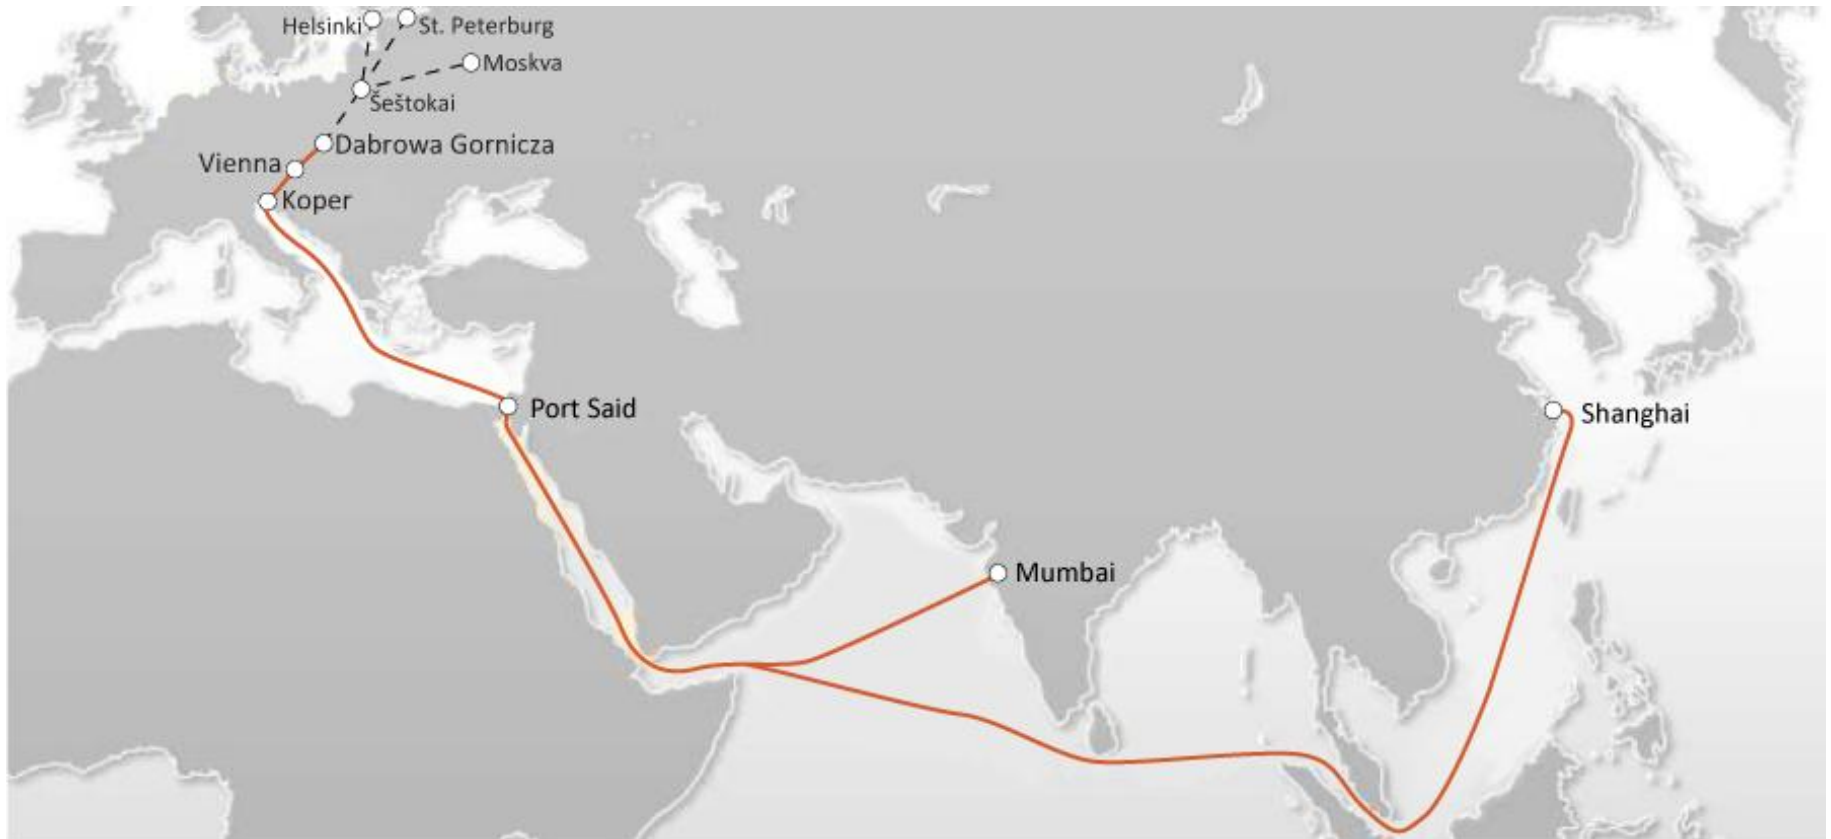 Helsinki
St. Peterburg
Moskva
Šeštokai
Dabrowa Gornicza
Vienna
Koper
Port Said
Shanghai
Mumbai